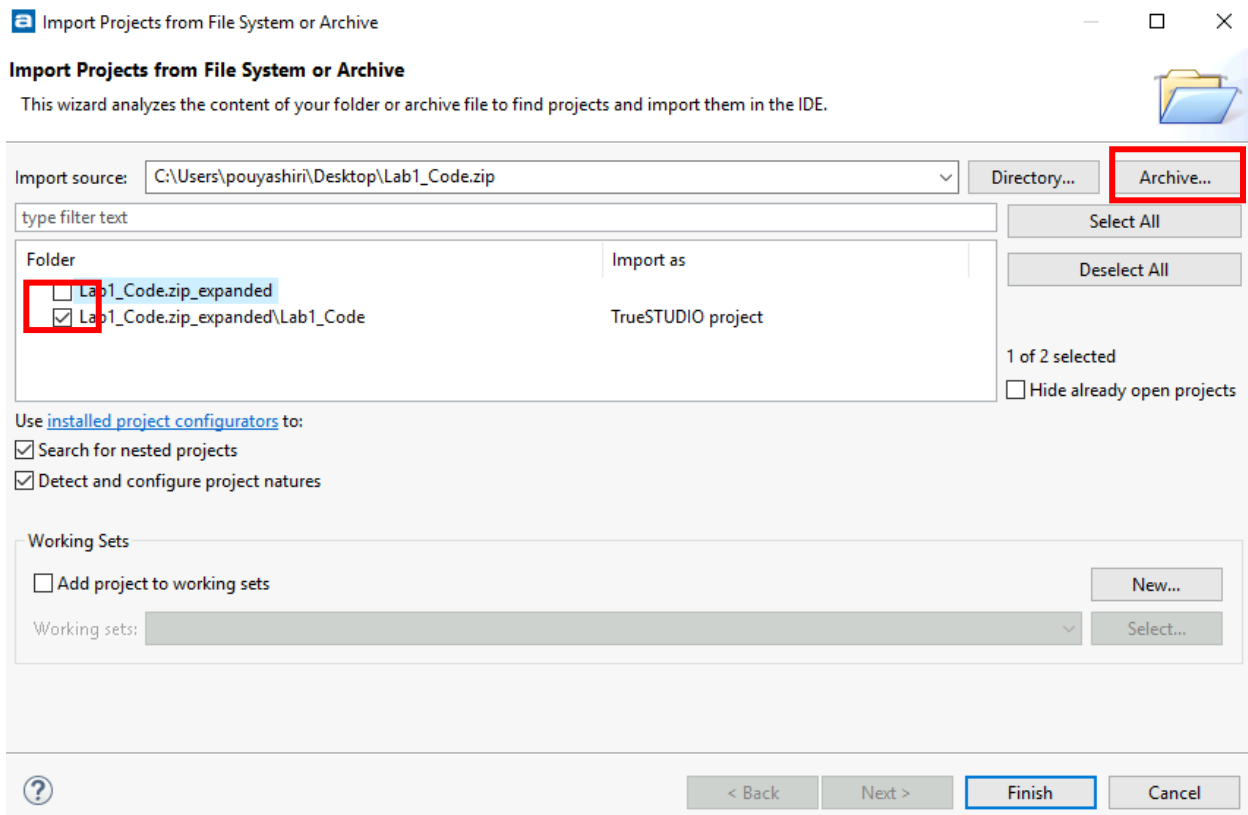 Import Projects from File System or Archive
Import Projects from File System or Archive
This wizard analyzes the content of your folder or archive file to find projects and import them in the IDE.
Import source: C:\Users\pouyashiri\Desktop\Lab1_Code.zip Directory... Archive...
type filter text Select All
Folder Import as
Deselect All
Lab1_Code.zip_expanded
Lab1_Code.zip_expanded\Lab1_Code TrueSTUDIO project
1 of 2 selected
Hide already open projects
Use installed project configurators to:
Search for nested projects
Detect and configure project natures
Working Sets
Add project to working sets New...
Working sets: Select...
? < Back Next > Finish Cancel